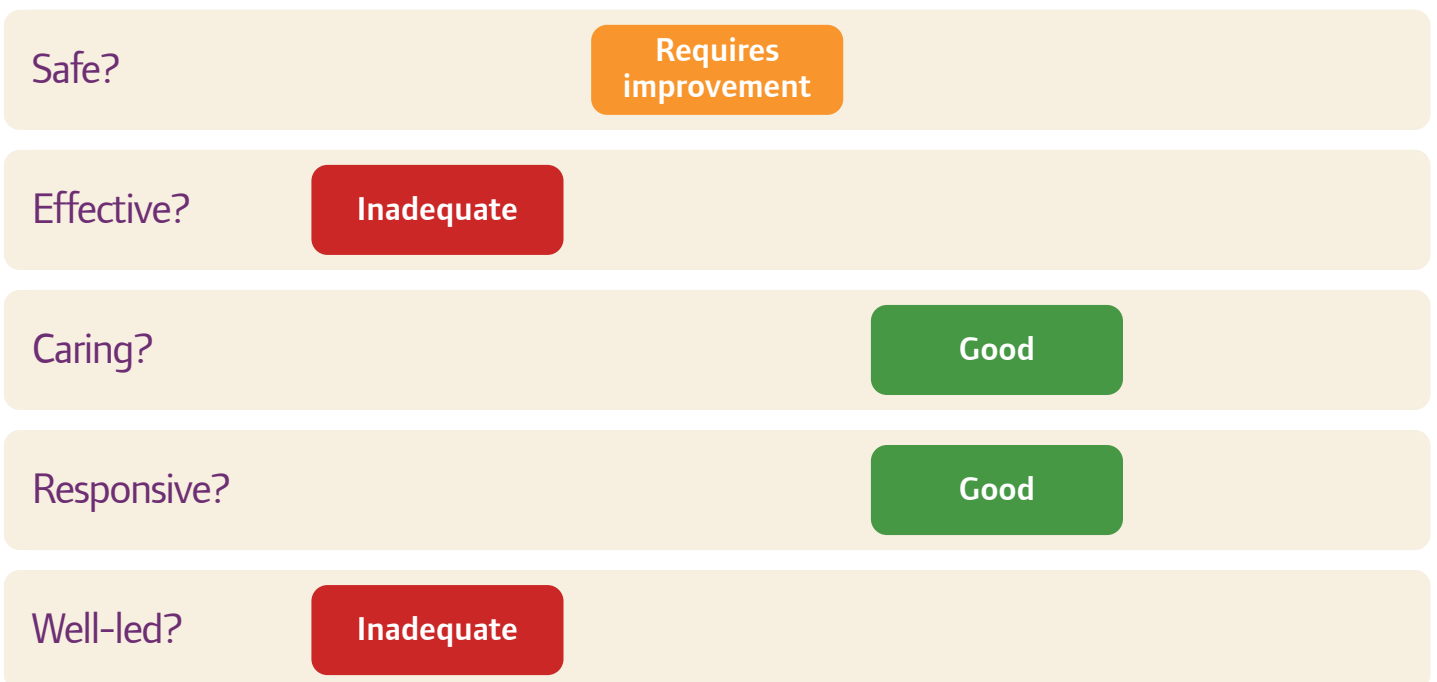 Safe?
Requires
improvement
Effective?
Inadequate
Caring?
Good
Responsive?
Good
Well-led?
Inadequate